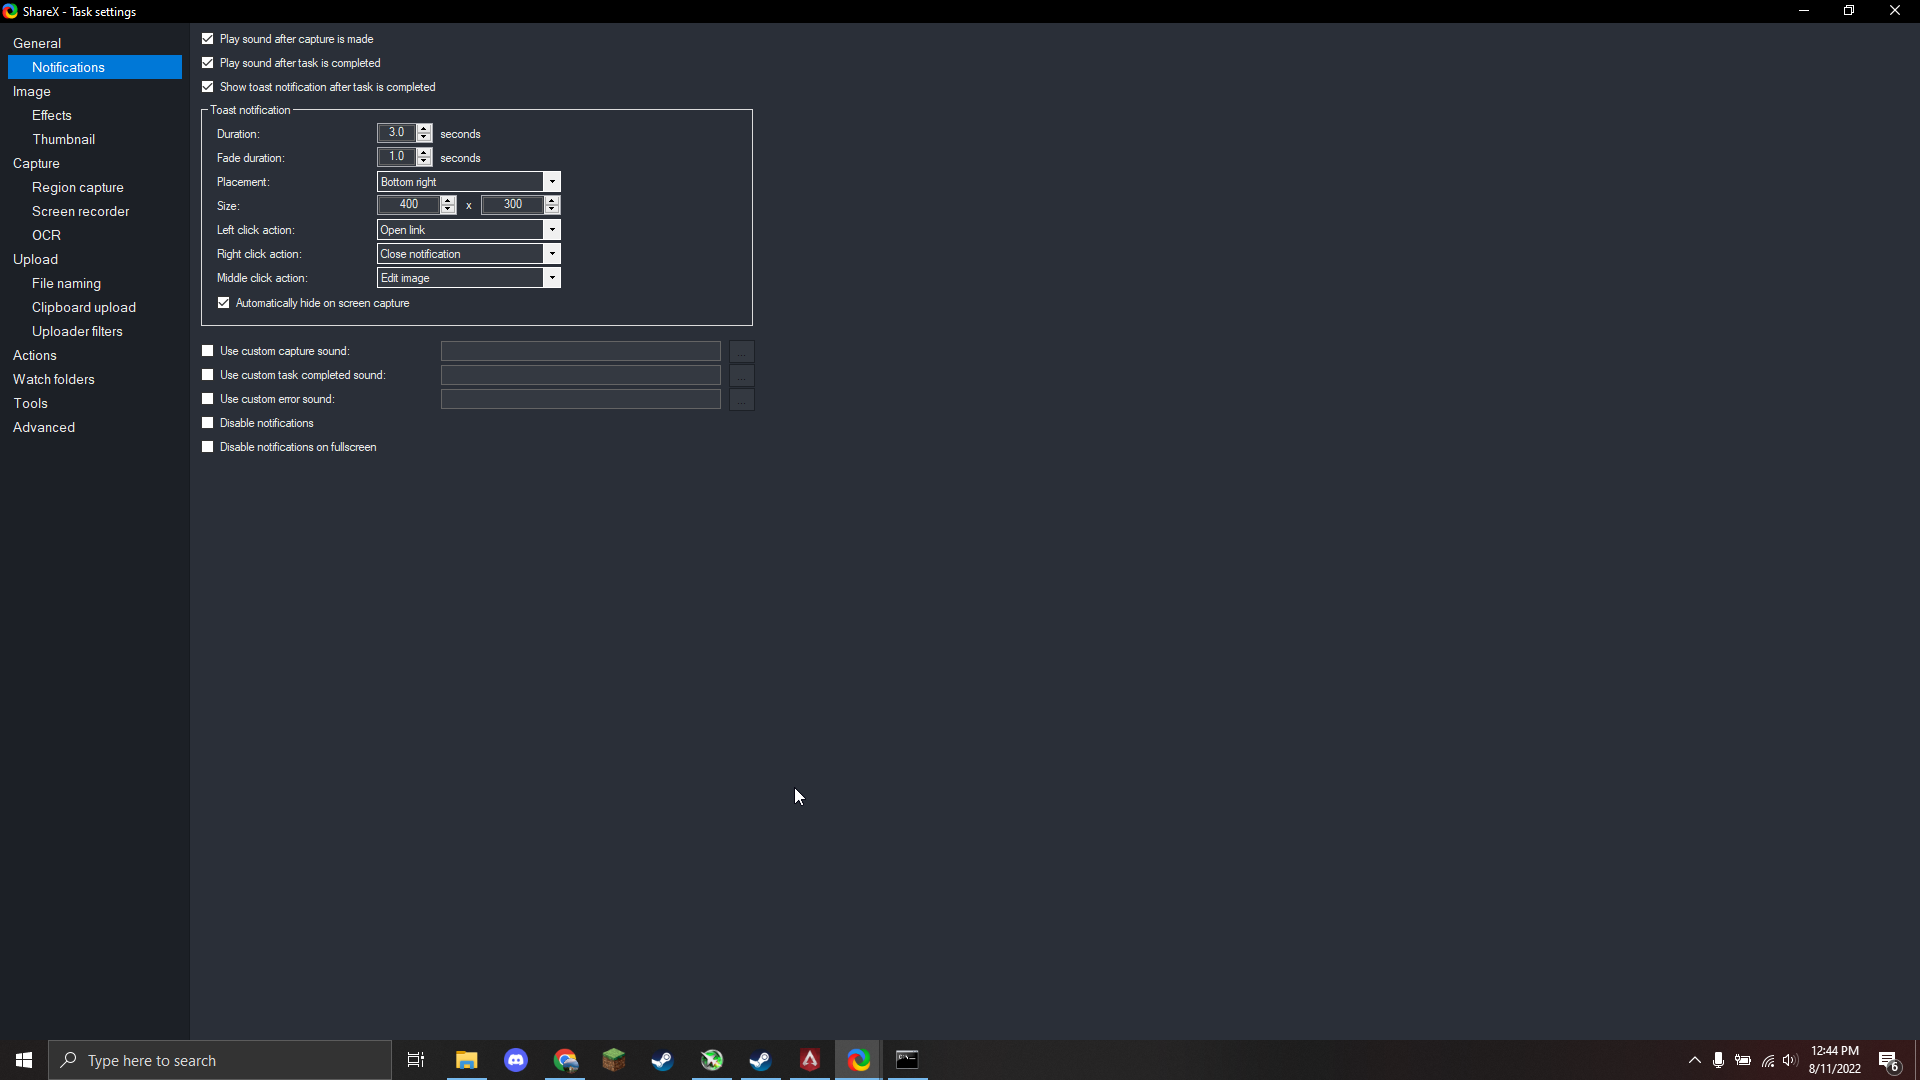 ShareX - Task settings
General
Notifications
Image
Effects
Thumbnail
Capture
Region capture
Screen recorder
OCR
Upload
File naming
Clipboard upload
Uploader filters
Actions
Watch folders
Tools
Advanced
Play sound after capture is made
Play sound after task is completed
Show toast notification after task is completed
Toast notification
Duration: 3.0 seconds
Fade duration: 1.0 seconds
Placement: Bottom right
Size: 400 x 300
Left click action: Open link
Right click action: Close notification
Middle click action: Edit image
Automatically hide on screen capture
Use custom capture sound: ...
Use custom task completed sound: ...
Use custom error sound: ...
Disable notifications
Disable notifications on fullscreen
Type here to search
12:44 PM
8/11/2022
6